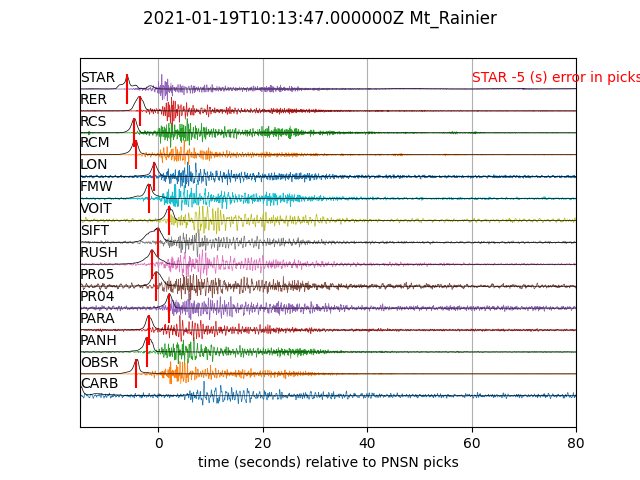 2021-01-19T10:13:47.000000Z Mt_Rainier
STAR -5 (s) error in picks
STAR
RER
RCS
RCM
LON
FMW
VOIT
SIFT
RUSH
PR05
PR04
PARA
PANH
OBSR
CARB
0 20 40 60 80
time (seconds) relative to PNSN picks